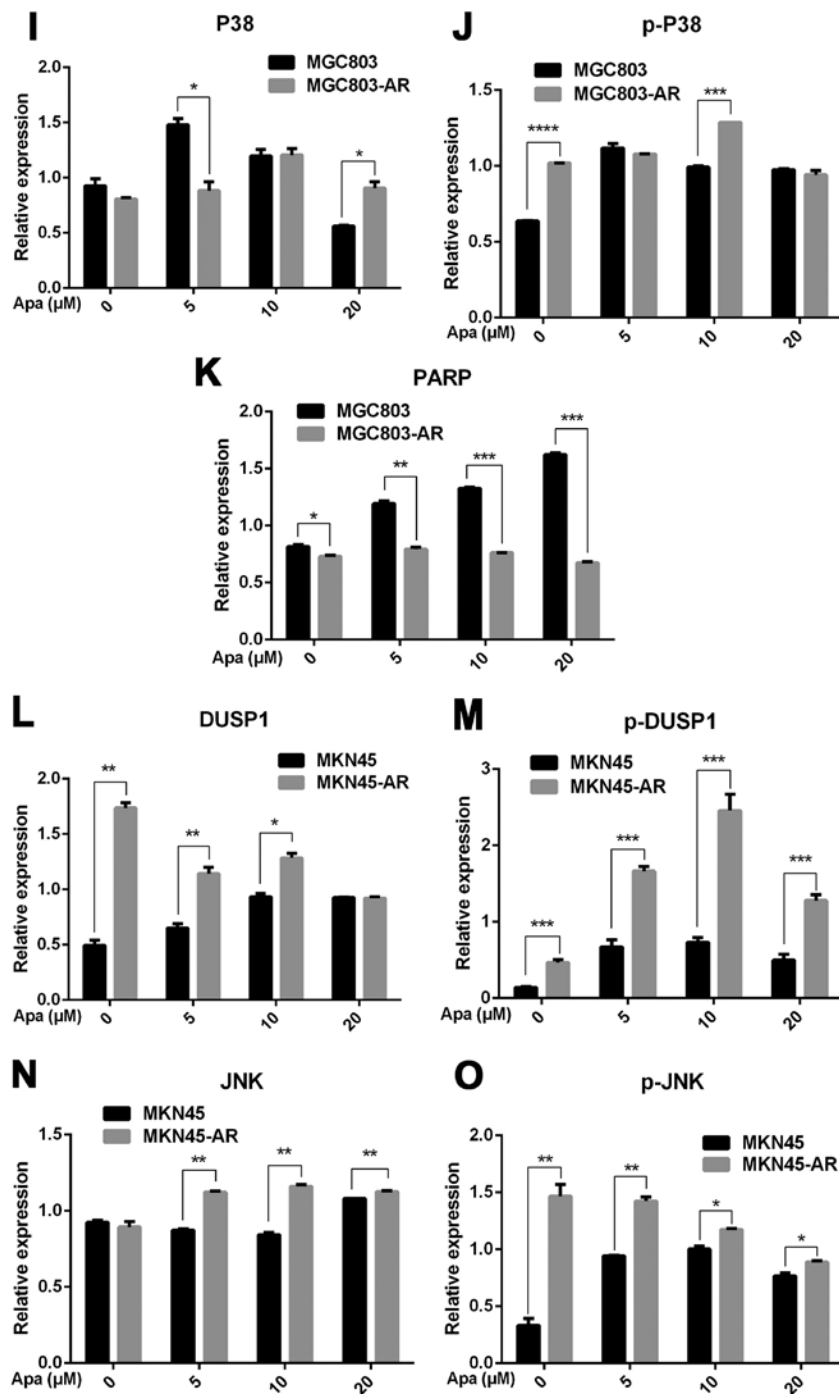 I
P38
MGC803
MGC803-AR
Relative expression
2.0
1.5
1.0
0.5
0.0
*
*
Apa (µM)
0
5
10
20
J
p-P38
MGC803
MGC803-AR
Relative expression
1.5
1.0
0.5
0.0
****
***
Apa (µM)
0
5
10
20
K
PARP
MGC803
MGC803-AR
Relative expression
2.0
1.5
1.0
0.5
0.0
*
**
***
***
Apa (µM)
0
5
10
20
L
DUSP1
MKN45
MKN45-AR
Relative expression
2.0
1.5
1.0
0.5
0.0
**
**
*
Apa (µM)
0
5
10
20
M
p-DUSP1
MKN45
MKN45-AR
Relative expression
3
2
1
0
***
***
***
***
Apa (µM)
0
5
10
20
N
JNK
MKN45
MKN45-AR
Relative expression
1.5
1.0
0.5
0.0
**
**
**
Apa (µM)
0
5
10
20
O
p-JNK
MKN45
MKN45-AR
Relative expression
2.0
1.5
1.0
0.5
0.0
**
**
*
*
Apa (µM)
0
5
10
20